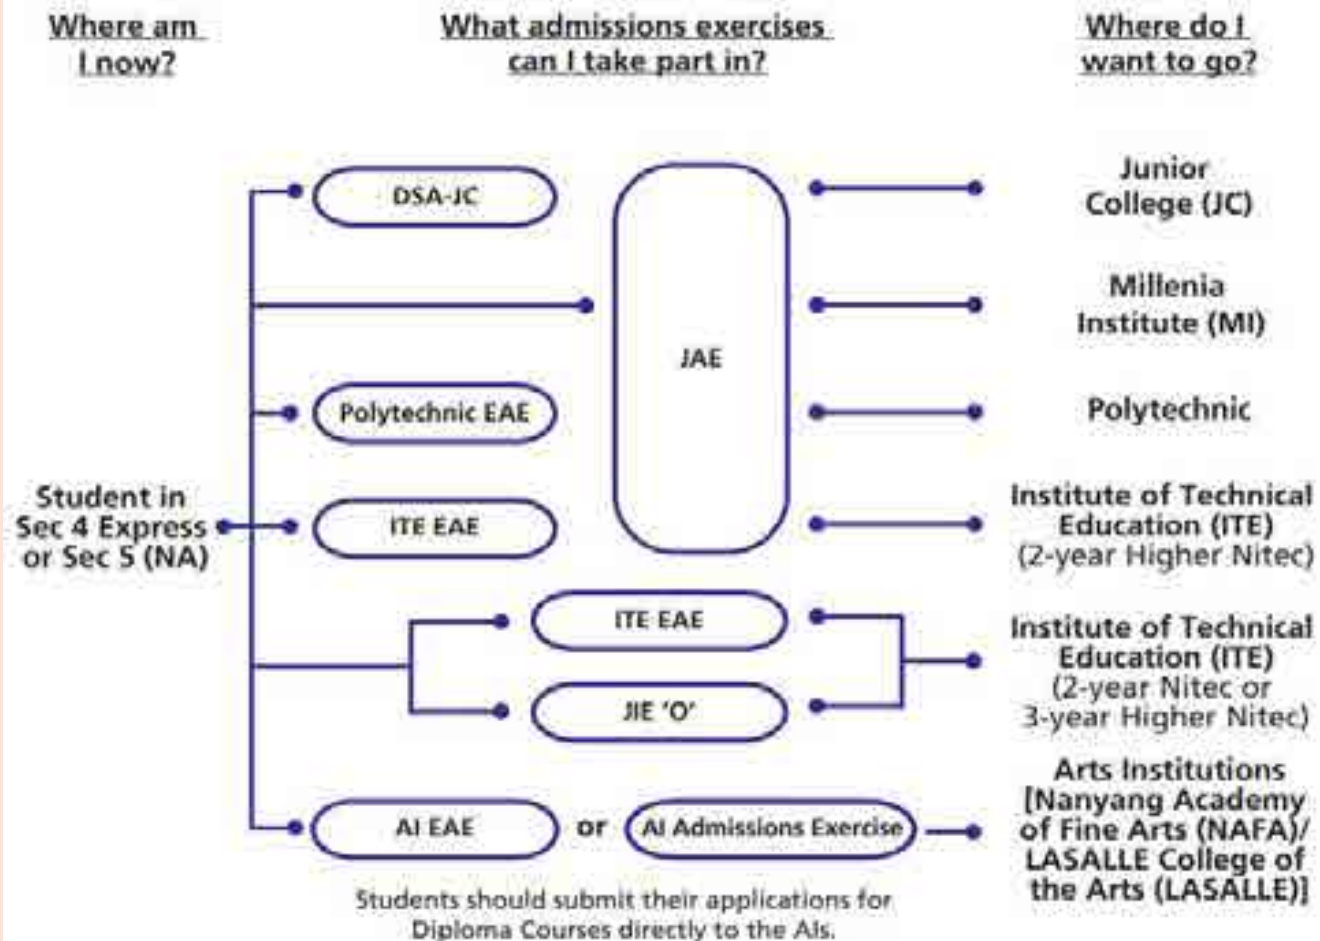 Where am
I now?
What admissions exercises
can I take part in?
Where do I
want to go?
DSA-JC
Junior
College (JC)
Millenia
Institute (MI)
JAE
Polytechnic EAE
Polytechnic
Student in
Sec 4 Express
or Sec 5 (NA)
ITE EAE
Institute of Technical
Education (ITE)
(2-year Higher Nitec)
ITE EAE
JIE 'O'
Institute of Technical
Education (ITE)
(2-year Nitec or
3-year Higher Nitec)
AI EAE
or
AI Admissions Exercise
Arts Institutions
[Nanyang Academy
of Fine Arts (NAFA)/
LASALLE College of
the Arts (LASALLE)]
Students should submit their applications for
Diploma Courses directly to the AIs.